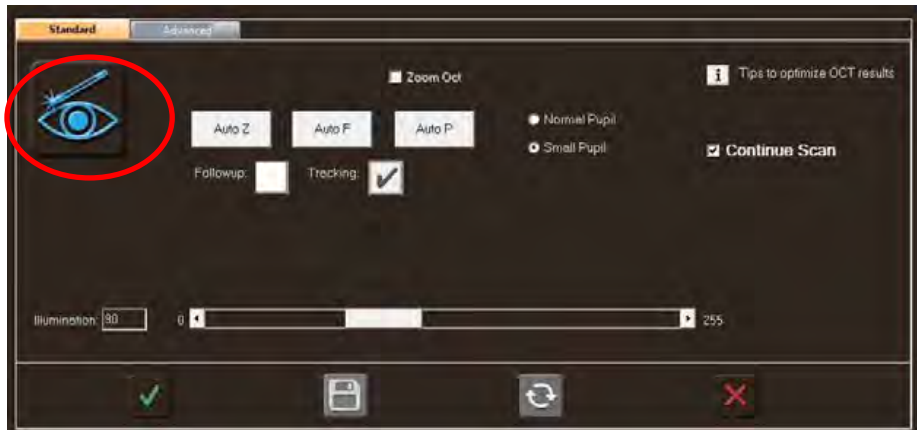 Standard Advanced
Zoom Oct
i Tips to optimize OCT results
Auto Z Auto F Auto P
Normal Pupil
Small Pupil
Continue Scan
Followup: Tracking:
Illumination: 90 0 255